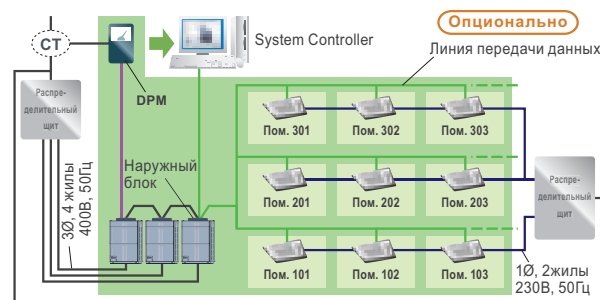 Опционально
CT
System Controller
Линия передачи данных
DPM
Распре-
делительный
щит
Пом. 301
Пом. 302
Пом. 303
Наружный
блок
3Ø, 4 жилы
400В, 50Гц
Пом. 201
Пом. 202
Пом. 203
Распре-
делительный
щит
Пом. 101
Пом. 102
Пом. 103
1Ø, 2жилы
230В, 50Гц